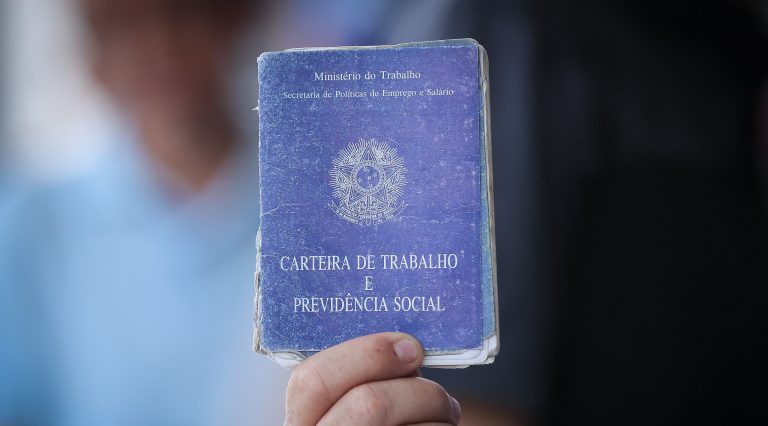 Ministério do Trabalho
Secretaria de Políticas de Emprego e Salário
CARTEIRA DE TRABALHO
E
PREVIDÊNCIA SOCIAL